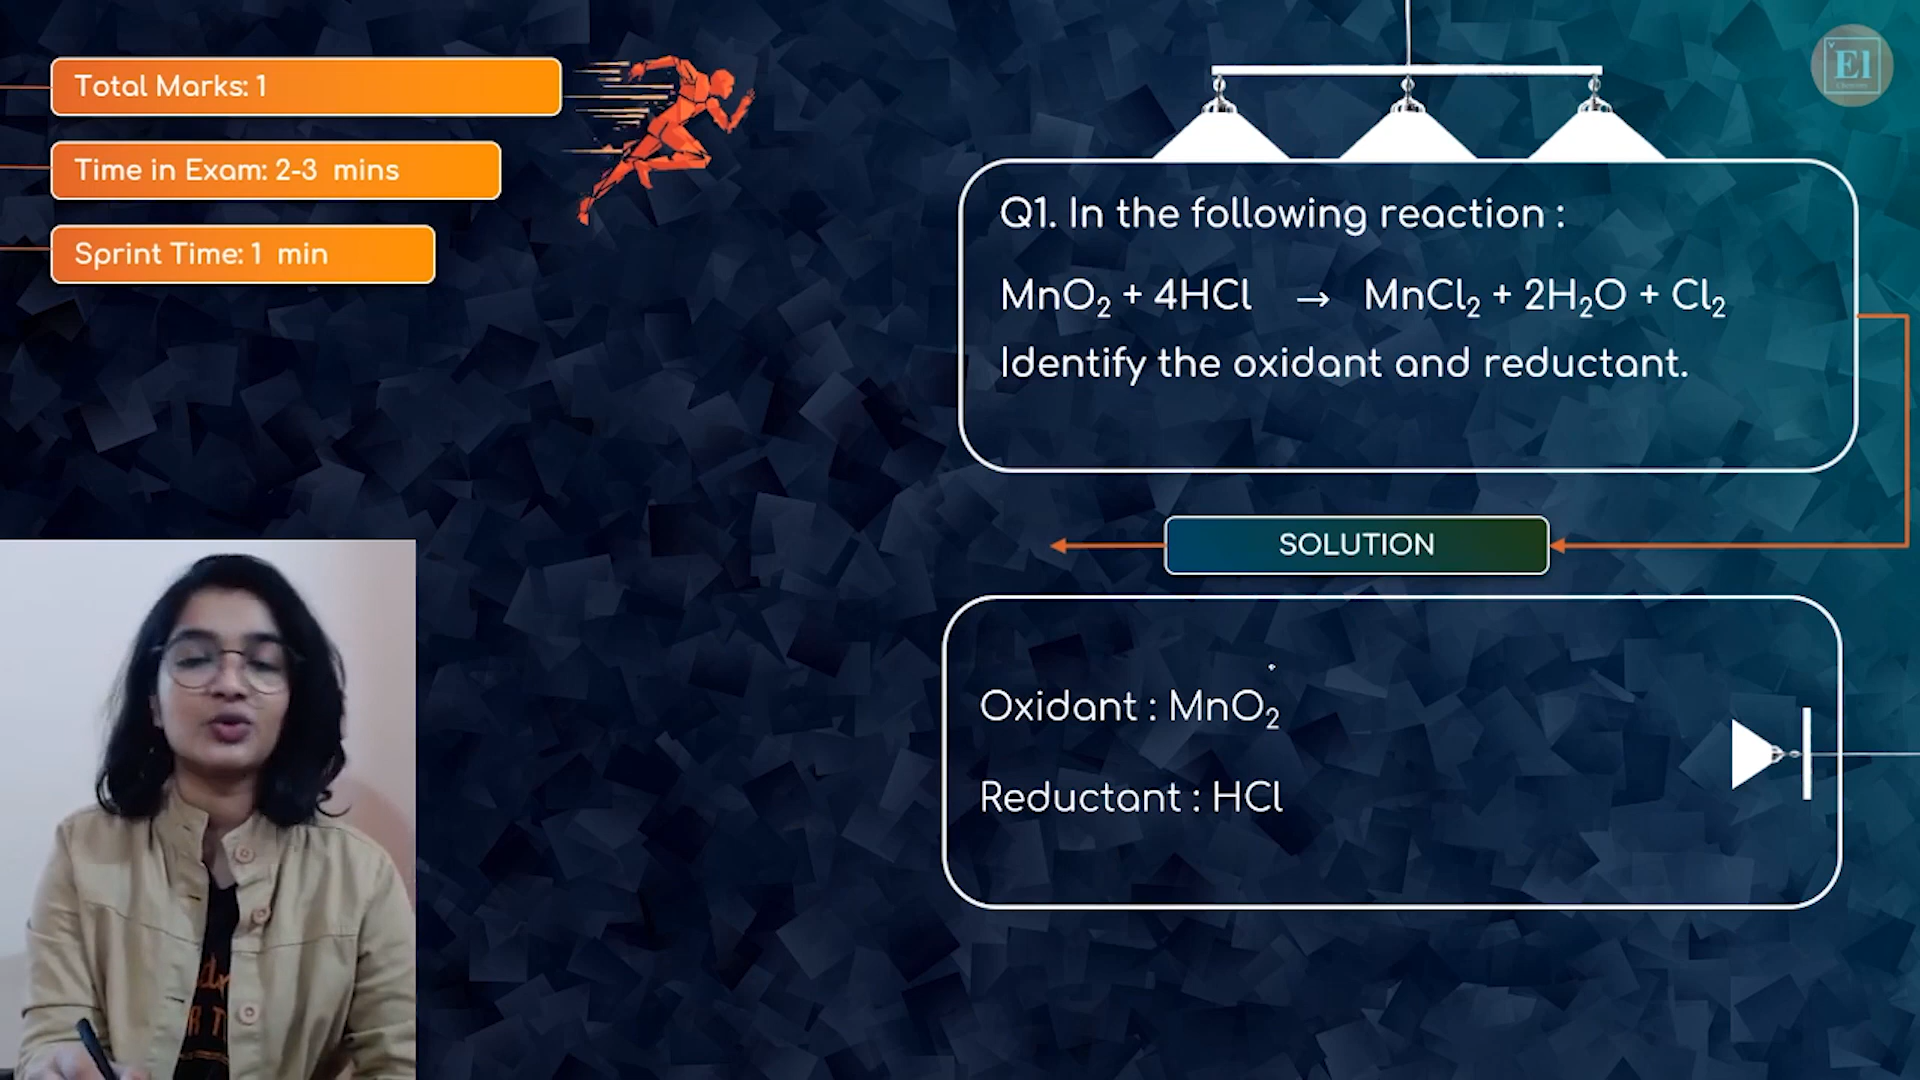 Total Marks: 1
Time in Exam: 2-3 mins
Sprint Time: 1 min
El
Q1. In the following reaction :
MnO₂ + 4HCl → MnCl₂ + 2H₂O + Cl₂
Identify the oxidant and reductant.
SOLUTION
Oxidant : MnO₂
Reductant : HCl